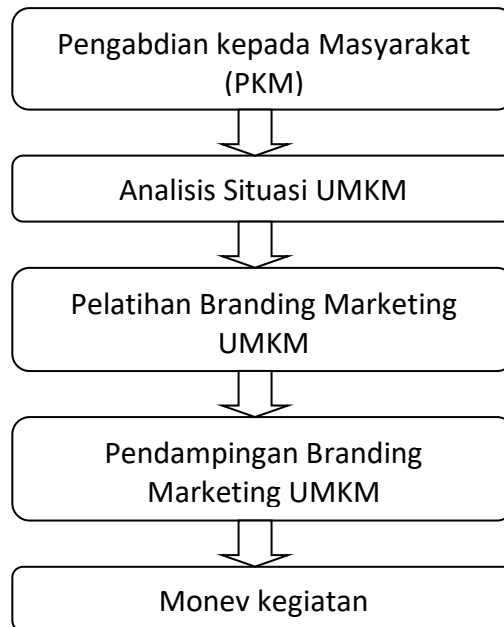 Pengabdian kepada Masyarakat
(PKM)
Analisis Situasi UMKM
Pelatihan Branding Marketing
UMKM
Pendampingan Branding
Marketing UMKM
Monev kegiatan